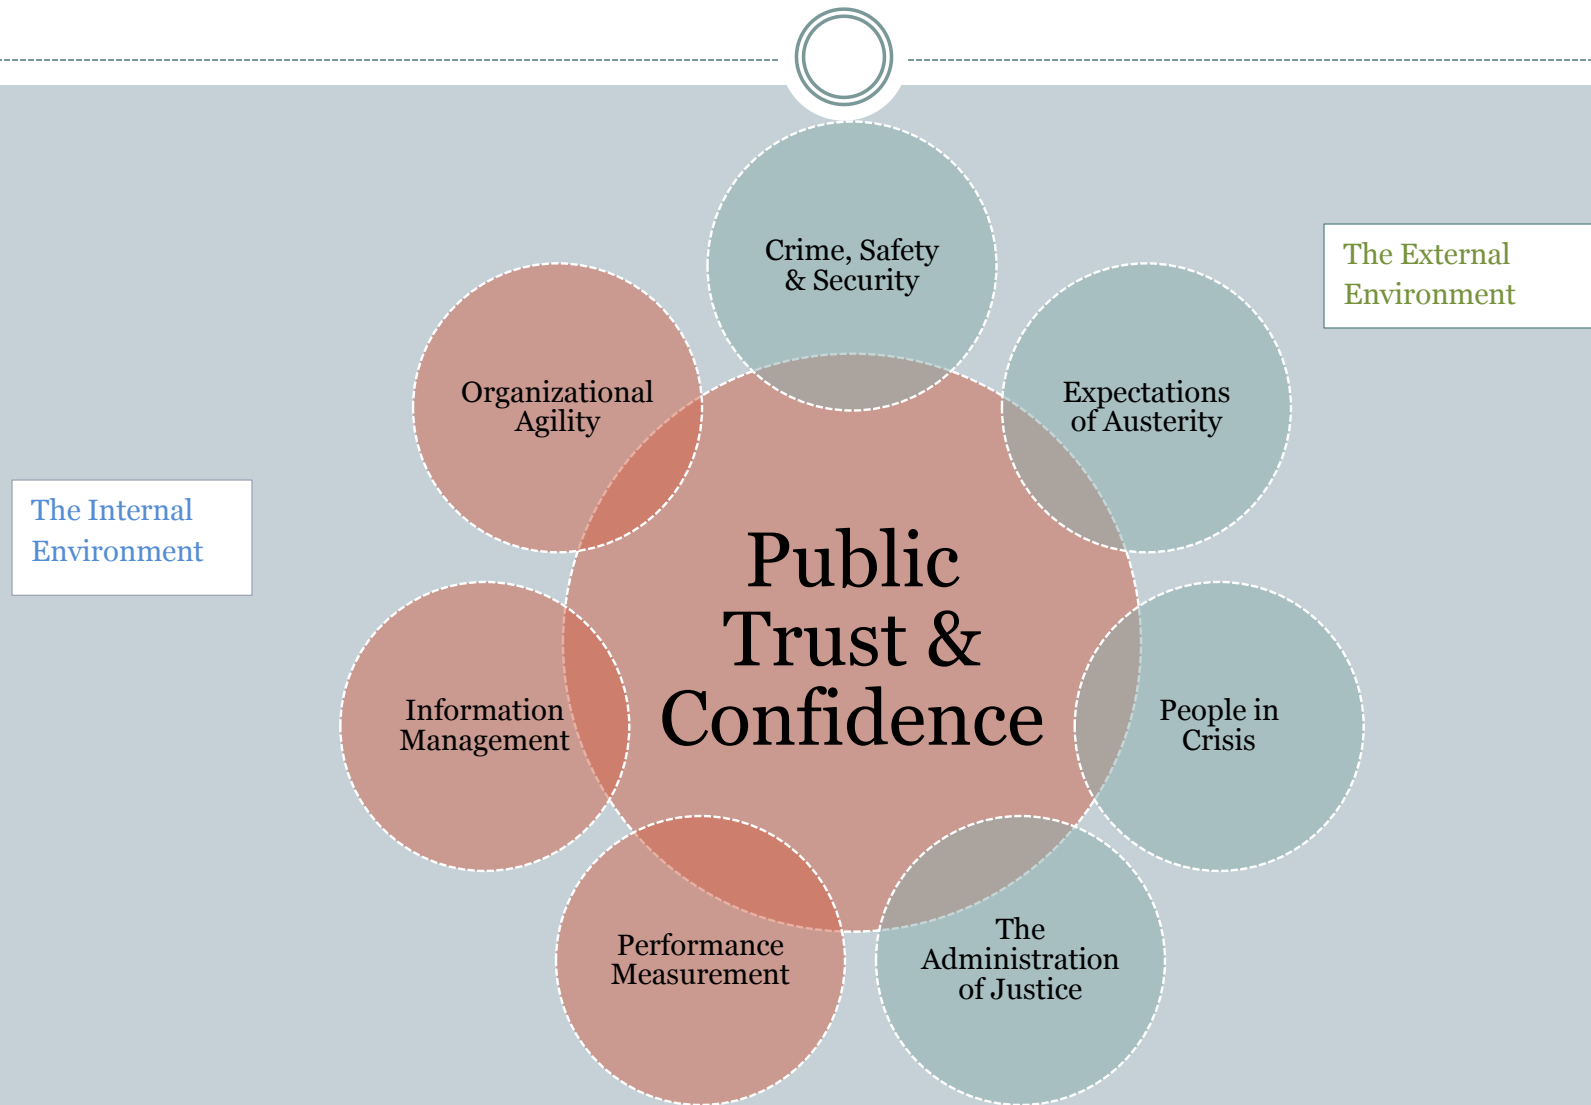 Crime, Safety
& Security
The External
Environment
Organizational
Agility
Expectations
of Austerity
The Internal
Environment
Public
Trust &
Confidence
Information
Management
People in
Crisis
Performance
Measurement
The
Administration
of Justice